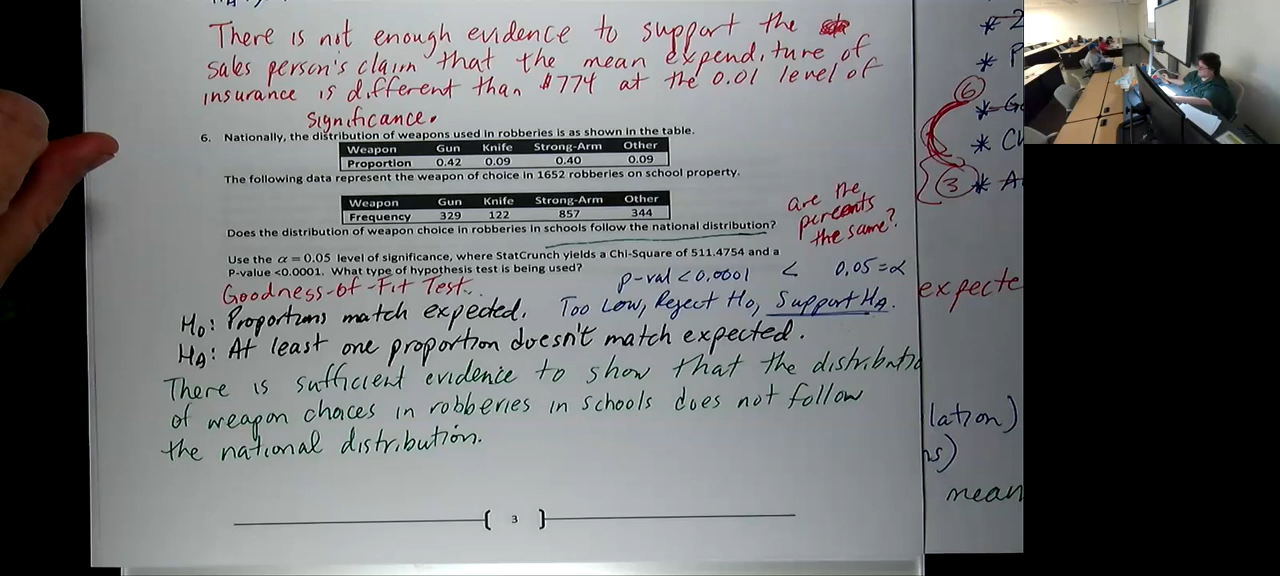 There is not enough evidence to support the
sales person's claim that the mean expenditure of
insurance is different than $774 at the 0.01 level of
significance.
6. Nationally, the distribution of weapons used in robberies is as shown in the table.
Weapon Gun Knife Strong-Arm Other
Proportion 0.42 0.09 0.40 0.09
The following data represent the weapon of choice in 1652 robberies on school property.
Weapon Gun Knife Strong-Arm Other
Frequency 329 122 857 344
Does the distribution of weapon choice in robberies in schools follow the national distribution?
are the
percents
the same?
Use the α = 0.05 level of significance, where StatCrunch yields a Chi-Square of 511.4754 and a
P-value <0.0001. What type of hypothesis test is being used?
Goodness-of-Fit Test.
p-val < 0.0001 < 0.05 = α
Too Low, Reject H0, Support HA.
H0: Proportions match expected.
HA: At least one proportion doesn't match expected.
There is sufficient evidence to show that the distributio
of weapon choices in robberies in schools does not follow
the national distribution.
3
* 2
* P
6
* Go
* Ch
3 * A
expecte
lation)
ns)
mean